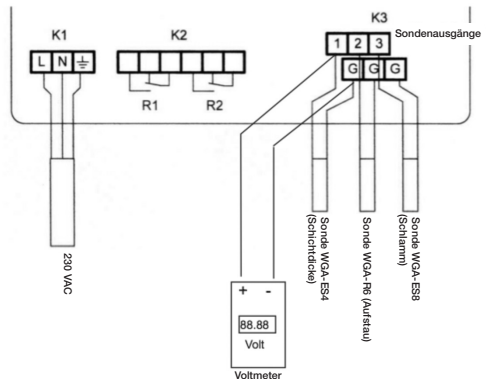 K3
K1
K2
Sondenausgänge
1 2 3
L N
G G G
R1 R2
230 VAC
Sonde WGA-ES4
(Schichtdicke)
Sonde WGA-R6 (Aufstau)
Sonde WGA-ES8
(Schlamm)
+ -
88.88
Volt
Voltmeter